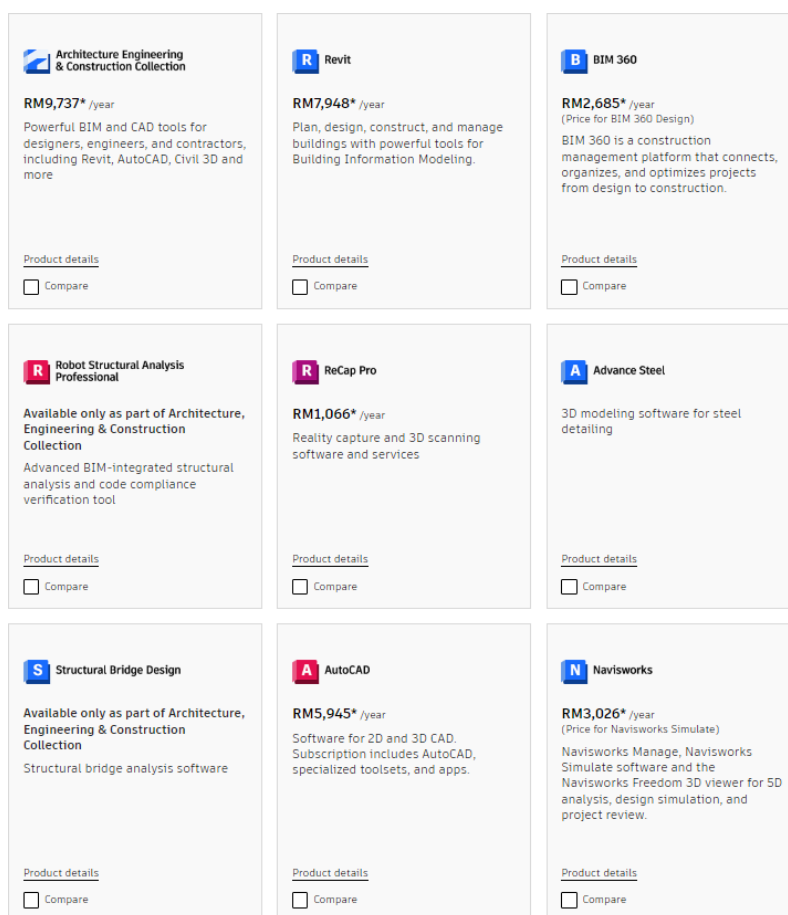 Architecture Engineering
& Construction Collection
RM9,737* /year
Powerful BIM and CAD tools for
designers, engineers, and contractors,
including Revit, AutoCAD, Civil 3D and
more
Product details
Compare
R Revit
RM7,948* /year
Plan, design, construct, and manage
buildings with powerful tools for
Building Information Modeling.
Product details
Compare
B BIM 360
RM2,685* /year
(Price for BIM 360 Design)
BIM 360 is a construction
management platform that connects,
organizes, and optimizes projects
from design to construction.
Product details
Compare
R Robot Structural Analysis
Professional
Available only as part of Architecture,
Engineering & Construction
Collection
Advanced BIM-integrated structural
analysis and code compliance
verification tool
Product details
Compare
R ReCap Pro
RM1,066* /year
Reality capture and 3D scanning
software and services
Product details
Compare
A Advance Steel
3D modeling software for steel
detailing
Product details
Compare
S Structural Bridge Design
Available only as part of Architecture,
Engineering & Construction
Collection
Structural bridge analysis software
Product details
Compare
A AutoCAD
RM5,945* /year
Software for 2D and 3D CAD.
Subscription includes AutoCAD,
specialized toolsets, and apps.
Product details
Compare
N Navisworks
RM3,026* /year
(Price for Navisworks Simulate)
Navisworks Manage, Navisworks
Simulate software and the
Navisworks Freedom 3D viewer for 5D
analysis, design simulation, and
project review.
Product details
Compare